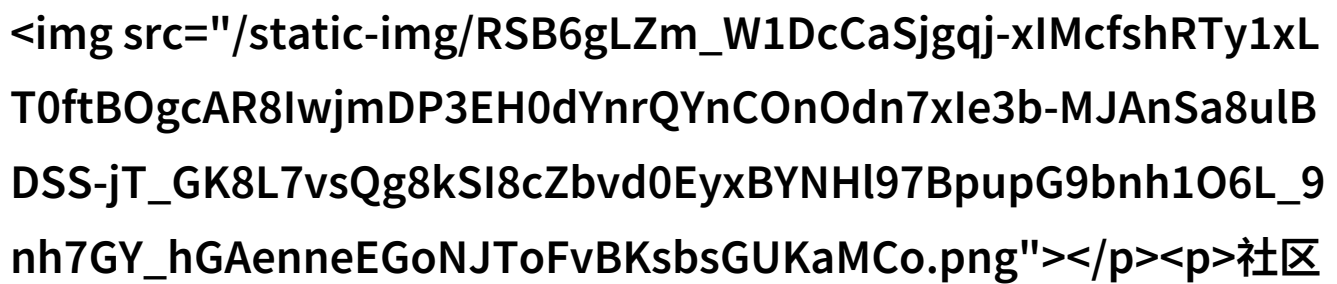 <img src="/static-img/RSB6gLZm_W1DcCaSjgqj-xIMcfshRTy1xL
T0ftBOgcAR8IwjmDP3EH0dYnrQYnCOnOdn7xIe3b-MJAnSa8ulB
DSS-jT_GK8L7vsQg8kSI8cZbvd0EyxBYNHl97BpupG9bnh1O6L_9
nh7GY_hGAenneEGoNJToFvBKsbsGUKaMCo.png"></p><p>社区